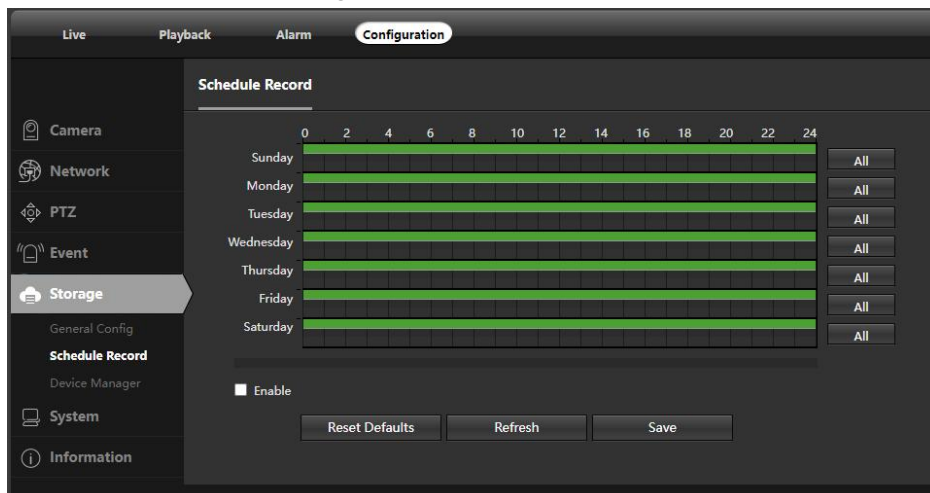 Live Playback Alarm Configuration
Schedule Record
Camera
Network
PTZ
Event
Storage
General Config
Schedule Record
Device Manager
System
Information
0 2 4 6 8 10 12 14 16 18 20 22 24
Sunday All
Monday All
Tuesday All
Wednesday All
Thursday All
Friday All
Saturday All
Enable
Reset Defaults Refresh Save